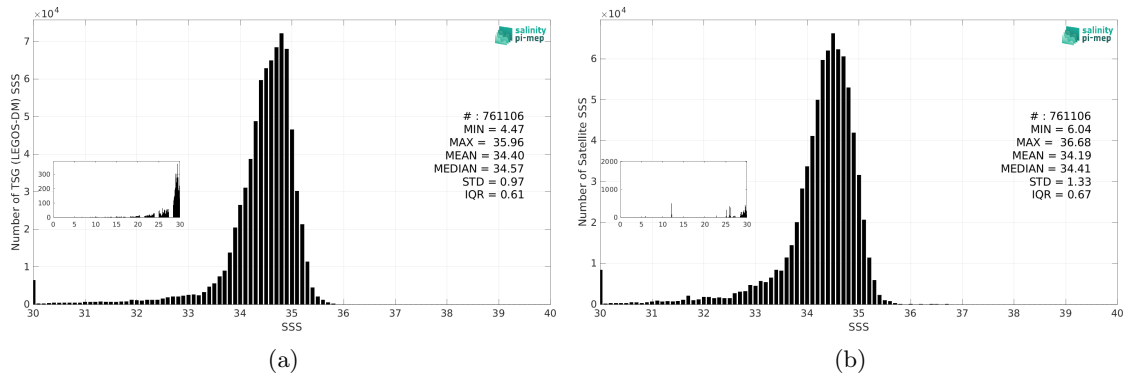 ×10⁴
7
6
5
4
3
2
1
0
Number of TSG (LEGOS-DM) SSS
salinity
pi-mep
# : 761106
MIN = 4.47
MAX = 35.96
MEAN = 34.40
MEDIAN = 34.57
STD = 0.97
IQR = 0.61
300
200
100
0
0 5 10 15 20 25 30
30 31 32 33 34 35 36 37 38 39 40
SSS
(a)
×10⁴
6
5
4
3
2
1
0
Number of Satellite SSS
salinity
pi-mep
# : 761106
MIN = 6.04
MAX = 36.68
MEAN = 34.19
MEDIAN = 34.41
STD = 1.33
IQR = 0.67
2000
1000
0
0 5 10 15 20 25 30
30 31 32 33 34 35 36 37 38 39 40
SSS
(b)